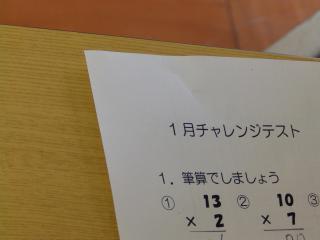 1月チャレンジテスト
1. 筆算でしましょう
① 13 ② 10 ③
× 2 × 7